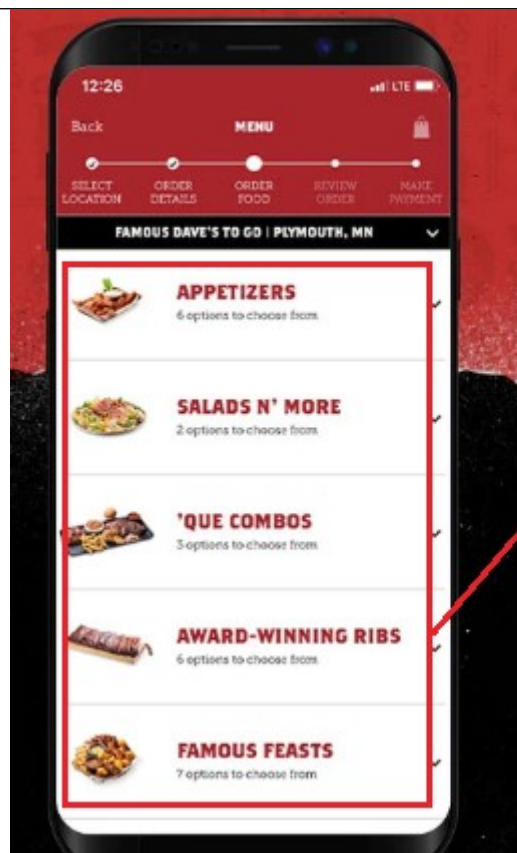 12:26
LTE
Back
MENU
SELECT LOCATION
ORDER DETAILS
ORDER FOOD
REVIEW ORDER
MAKE PAYMENT
FAMOUS DAVE'S TO GO | PLYMOUTH, MN
APPETIZERS
6 options to choose from
SALADS N' MORE
2 options to choose from
'QUE COMBOS
3 options to choose from
AWARD-WINNING RIBS
6 options to choose from
FAMOUS FEASTS
7 options to choose from